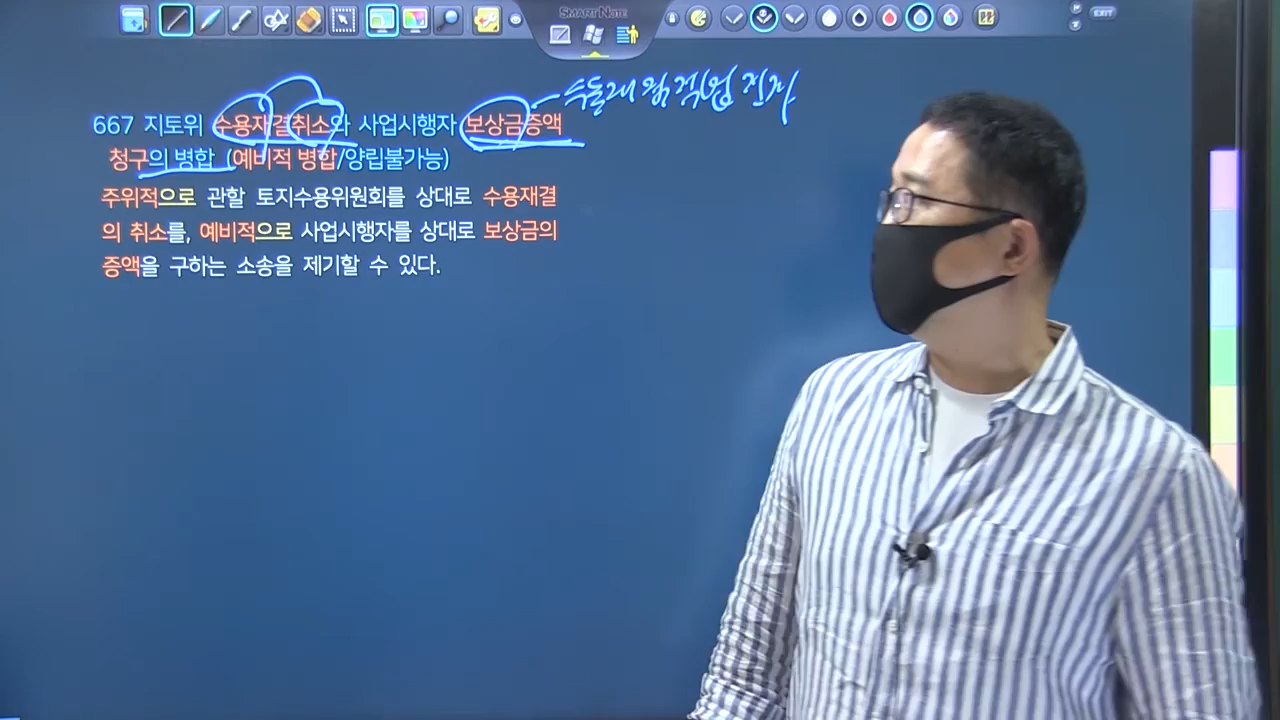 SMART NOTE
EXIT
667 지토위 수용재결취소와 사업시행자 보상금증액
청구의 병합 (예비적 병합/양립불가능)
주위적으로 관할 토지수용위원회를 상대로 수용재결
의 취소를, 예비적으로 사업시행자를 상대로 보상금의
증액을 구하는 소송을 제기할 수 있다.